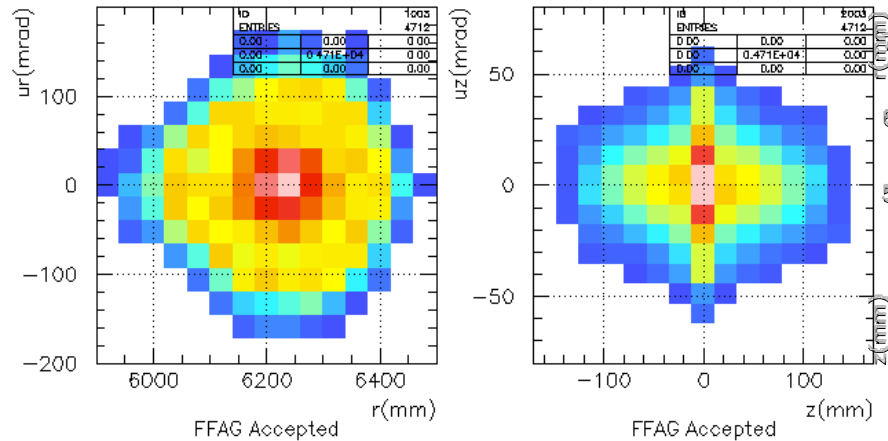 ID 1003
ENTRIES 4712
0.00 0.00 0.00
0.00 0.471E+04 0.00
0.00 0.00 0.00
ur(mrad)
100
0
−100
−200
6000 6200 6400
r(mm)
FFAG Accepted
ID 2003
ENTRIES 4712
0.00 0.00 0.00
0.00 0.471E+04 0.00
0.00 0.00 0.00
uz(mrad)
50
0
−50
−100 0 100
z(mm)
FFAG Accepted
r(mm)
z(mm)